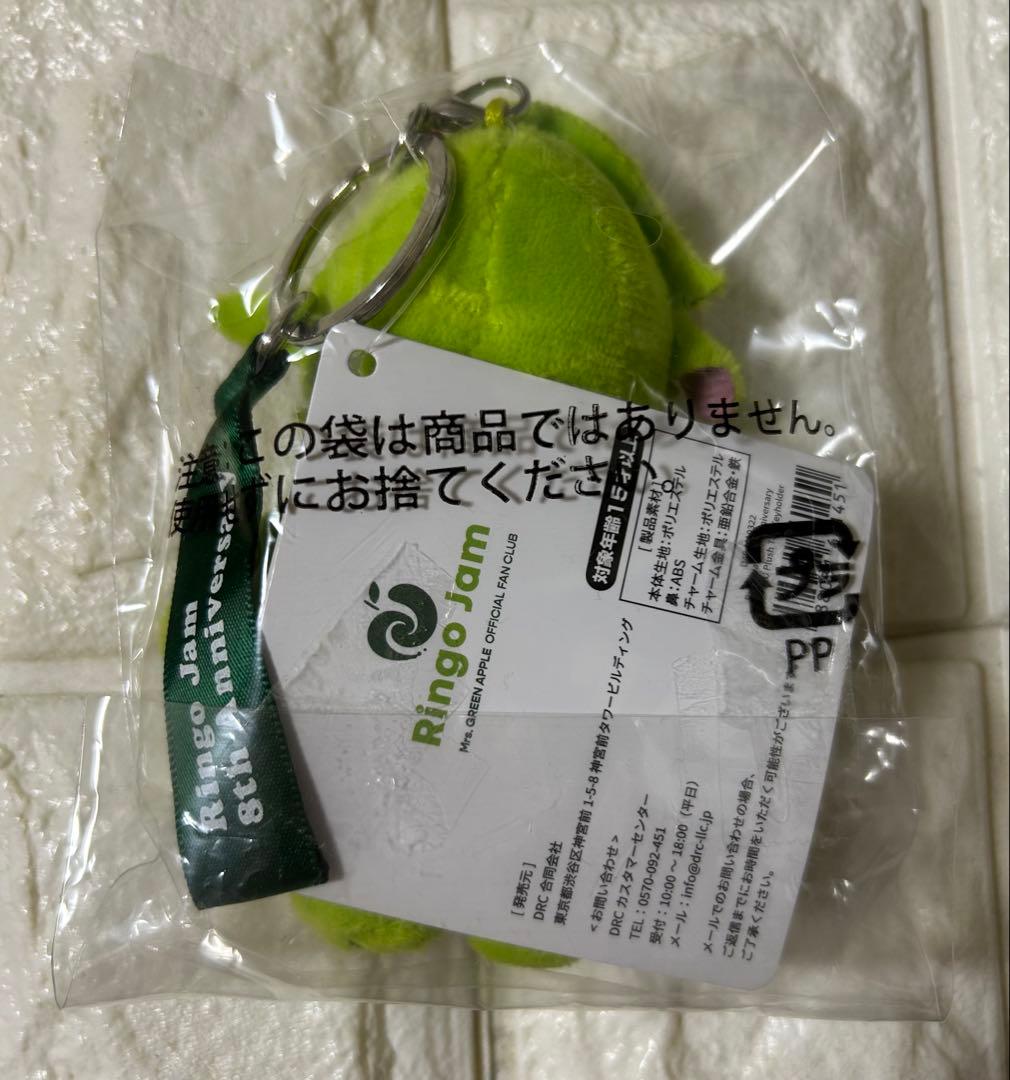 この袋は商品ではありません。
ずにお捨てください。
Ringo Jam
8th Anniversary
Ringo Jam
Mrs. GREEN APPLE OFFICIAL FAN CLUB
対象年齢15才以上
[製品素材]
本体生地:ポリエステル
鼻:ABS
チャーム生地:ポリエステル
チャーム金具:亜鉛合金・鉄
PP
[発売元]
DRC合同会社
東京都渋谷区神宮前1-5-8 神宮前タワービルディング
<お問い合わせ>
DRCカスタマーセンター
TEL:0570-092-451
受付:10:00~18:00(平日)
メール:info@drc-llc.jp
メールでのお問い合わせの場合、
ご返信までにお時間をいただく可能性がございます
ご了承ください。